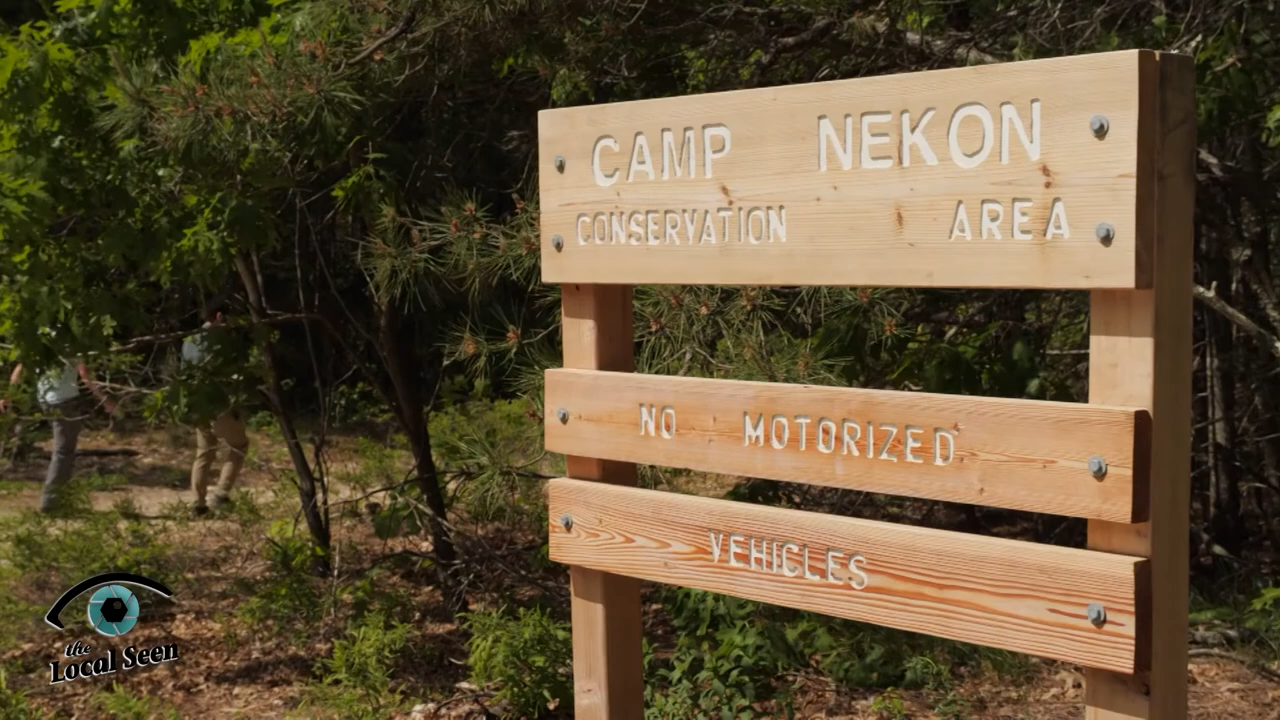 CAMP NEKON
CONSERVATION AREA
NO MOTORIZED
VEHICLES
the
Local Seen